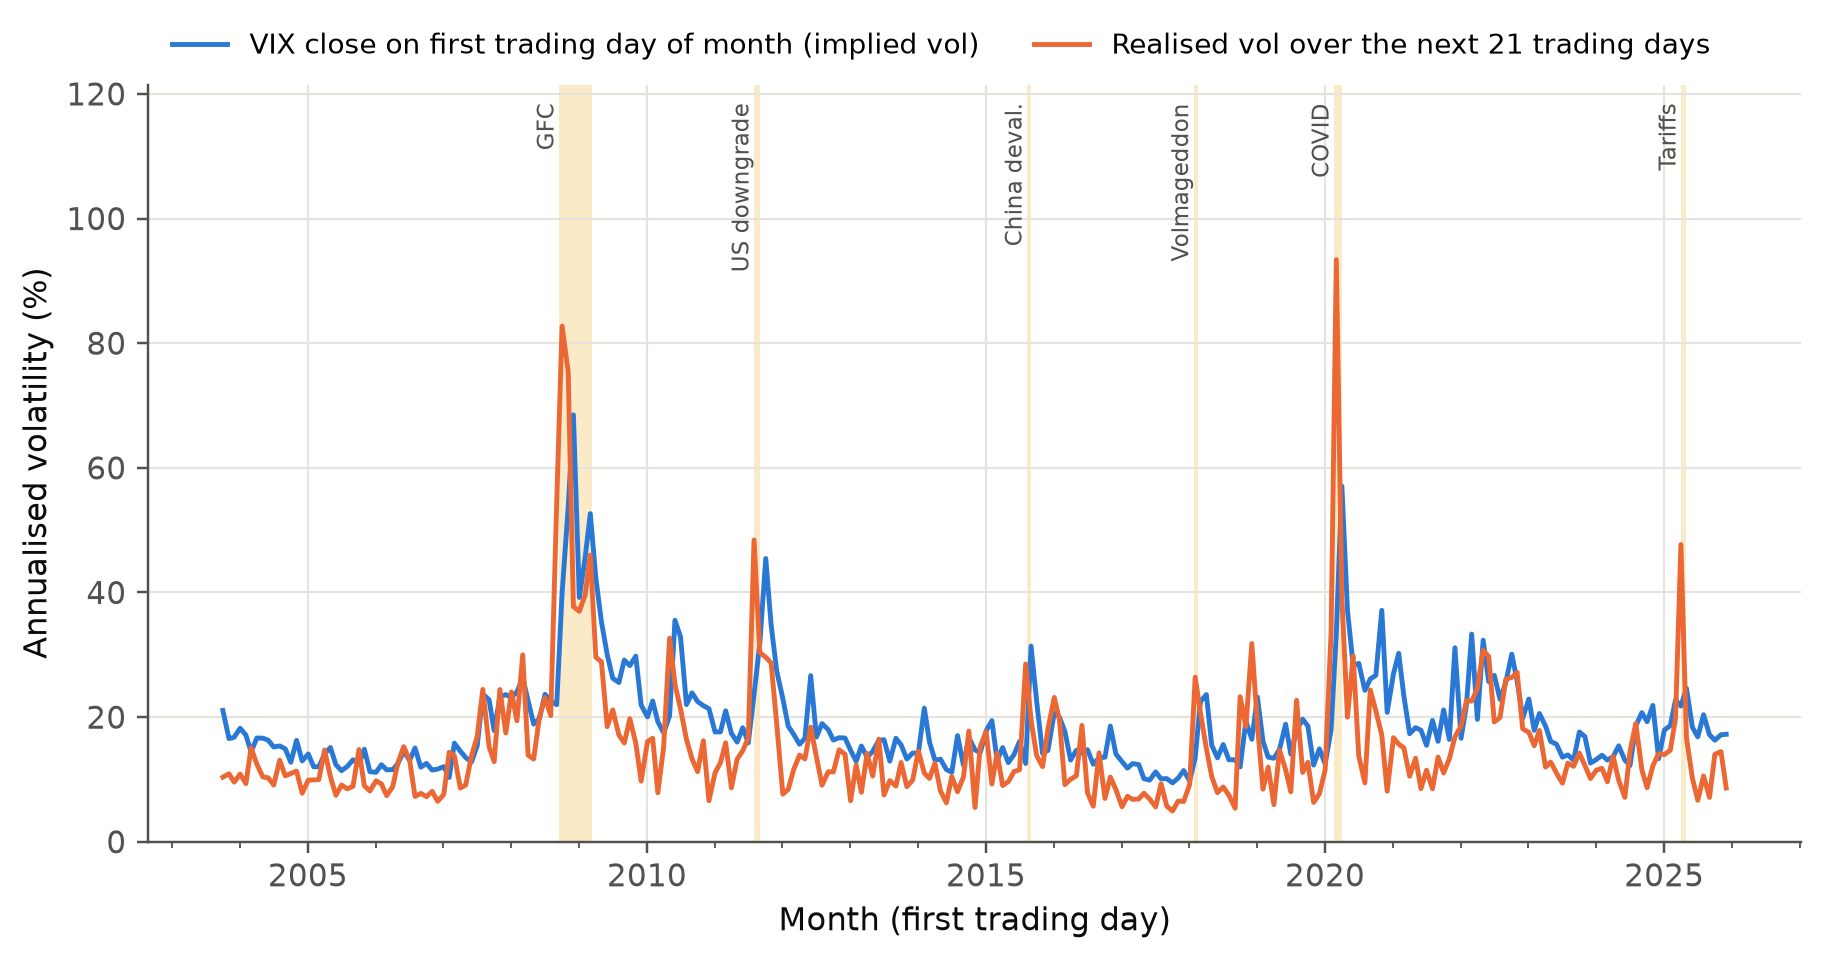 VIX close on first trading day of month (implied vol)
Realised vol over the next 21 trading days
120
100
80
60
40
20
0
Annualised volatility (%)
GFC
US downgrade
China deval.
Volmageddon
COVID
Tariffs
2005
2010
2015
2020
2025
Month (first trading day)